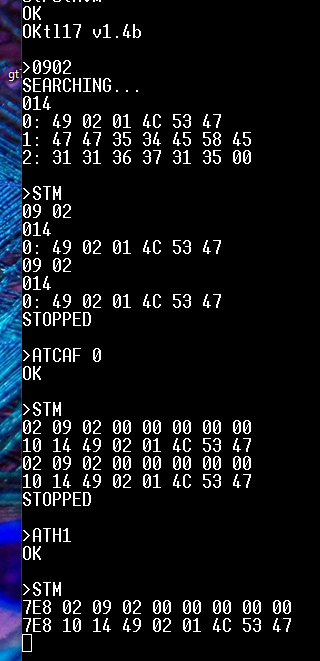 OK
OKtl17 v1.4b
>0902
gt
SEARCHING...
014
0: 49 02 01 4C 53 47
1: 47 47 35 34 45 58 45
2: 31 31 36 37 31 35 00
>STM
09 02
014
0: 49 02 01 4C 53 47
09 02
014
0: 49 02 01 4C 53 47
STOPPED
>ATCAF 0
OK
>STM
02 09 02 00 00 00 00 00
10 14 49 02 01 4C 53 47
02 09 02 00 00 00 00 00
10 14 49 02 01 4C 53 47
STOPPED
>ATH1
OK
>STM
7E8 02 09 02 00 00 00 00 00
7E8 10 14 49 02 01 4C 53 47